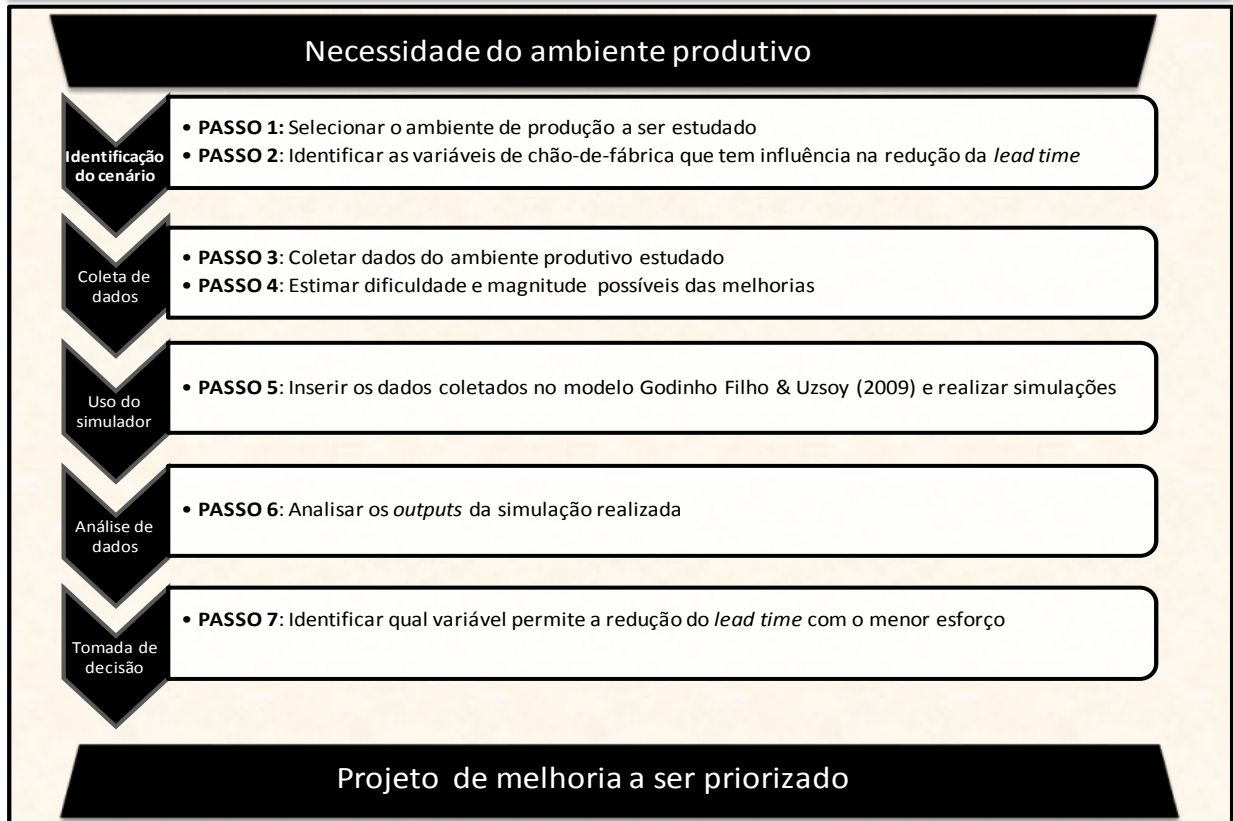 Necessidade do ambiente produtivo
Identificação
do cenário
• PASSO 1: Selecionar o ambiente de produção a ser estudado
• PASSO 2: Identificar as variáveis de chão-de-fábrica que tem influência na redução da lead time
Coleta de
dados
• PASSO 3: Coletar dados do ambiente produtivo estudado
• PASSO 4: Estimar dificuldade e magnitude possíveis das melhorias
Uso do
simulador
• PASSO 5: Inserir os dados coletados no modelo Godinho Filho & Uzsoy (2009) e realizar simulações
Análise de
dados
• PASSO 6: Analisar os outputs da simulação realizada
Tomada de
decisão
• PASSO 7: Identificar qual variável permite a redução do lead time com o menor esforço
Projeto de melhoria a ser priorizado